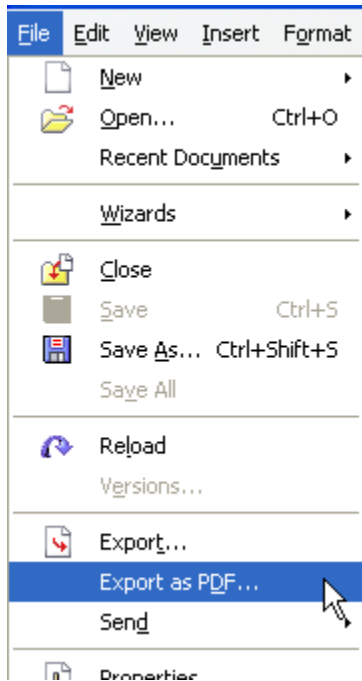 File Edit View Insert Format
New
Open... Ctrl+O
Recent Documents
Wizards
Close
Save Ctrl+S
Save As... Ctrl+Shift+S
Save All
Reload
Versions...
Export...
Export as PDF...
Send
Properties